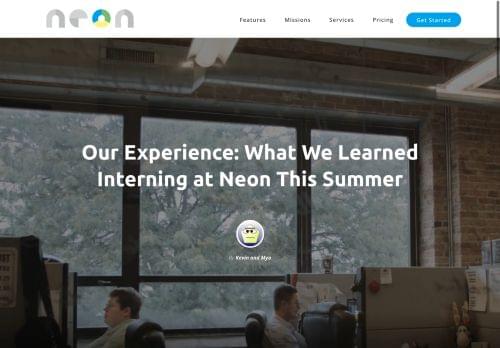 neon
Features Missions Services Pricing Get Started
Our Experience: What We Learned
Interning at Neon This Summer
By Kevin and Mya